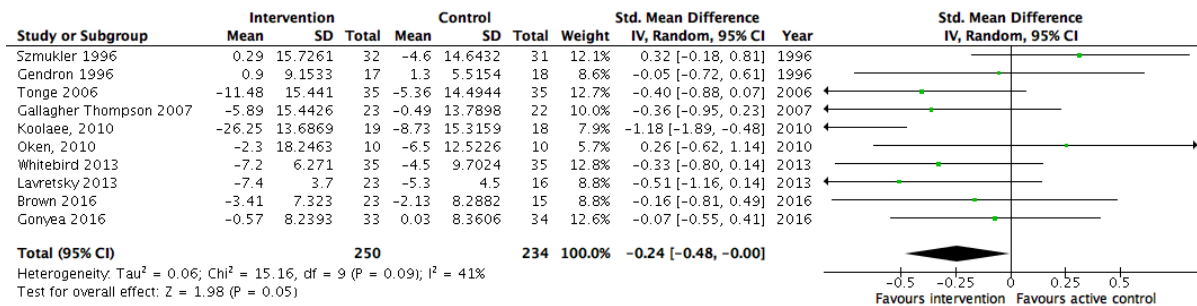 Intervention Control Std. Mean Difference Std. Mean Difference
Study or Subgroup Mean SD Total Mean SD Total Weight IV, Random, 95% CI Year IV, Random, 95% CI
Szmukler 1996 0.29 15.7261 32 -4.6 14.6432 31 12.1% 0.32 [-0.18, 0.81] 1996
Gendron 1996 0.9 9.1533 17 1.3 5.5154 18 8.6% -0.05 [-0.72, 0.61] 1996
Tonge 2006 -11.48 15.441 35 -5.36 14.4944 35 12.7% -0.40 [-0.88, 0.07] 2006
Gallagher Thompson 2007 -5.89 15.4426 23 -0.49 13.7898 22 10.0% -0.36 [-0.95, 0.23] 2007
Koolaee, 2010 -26.25 13.6869 19 -8.73 15.3159 18 7.9% -1.18 [-1.89, -0.48] 2010
Oken, 2010 -2.3 18.2463 10 -6.5 12.5226 10 5.7% 0.26 [-0.62, 1.14] 2010
Whitebird 2013 -7.2 6.271 35 -4.5 9.7024 35 12.8% -0.33 [-0.80, 0.14] 2013
Lavretsky 2013 -7.4 3.7 23 -5.3 4.5 16 8.8% -0.51 [-1.16, 0.14] 2013
Brown 2016 -3.41 7.323 23 -2.13 8.2882 15 8.8% -0.16 [-0.81, 0.49] 2016
Gonyea 2016 -0.57 8.2393 33 0.03 8.3606 34 12.6% -0.07 [-0.55, 0.41] 2016
Total (95% CI) 250 234 100.0% -0.24 [-0.48, -0.00]
Heterogeneity: Tau² = 0.06; Chi² = 15.16, df = 9 (P = 0.09); I² = 41%
Test for overall effect: Z = 1.98 (P = 0.05)
-0.5 -0.25 0 0.25 0.5
Favours intervention Favours active control